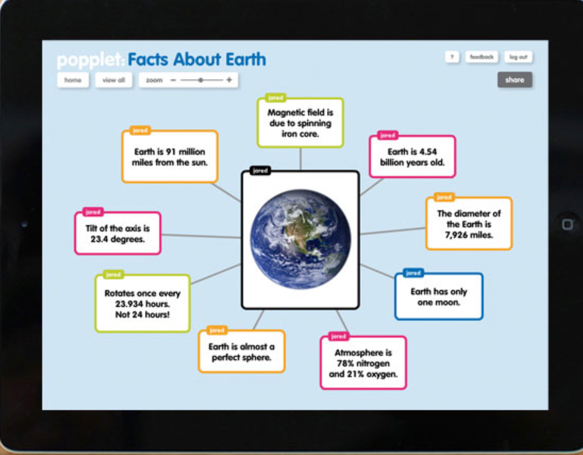 popplet: Facts About Earth
? feedback log out
home view all zoom - +
share
jared
Magnetic field is
due to spinning
iron core.
jared
Earth is 91 million
miles from the sun.
jared
Earth is 4.54
billion years old.
jared
jared
Tilt of the axis is
23.4 degrees.
jared
The diameter of
the Earth is
7,926 miles.
jared
Rotates once every
23.934 hours.
Not 24 hours!
jared
Earth has only
one moon.
jared
Earth is almost a
perfect sphere.
jared
Atmosphere is
78% nitrogen
and 21% oxygen.